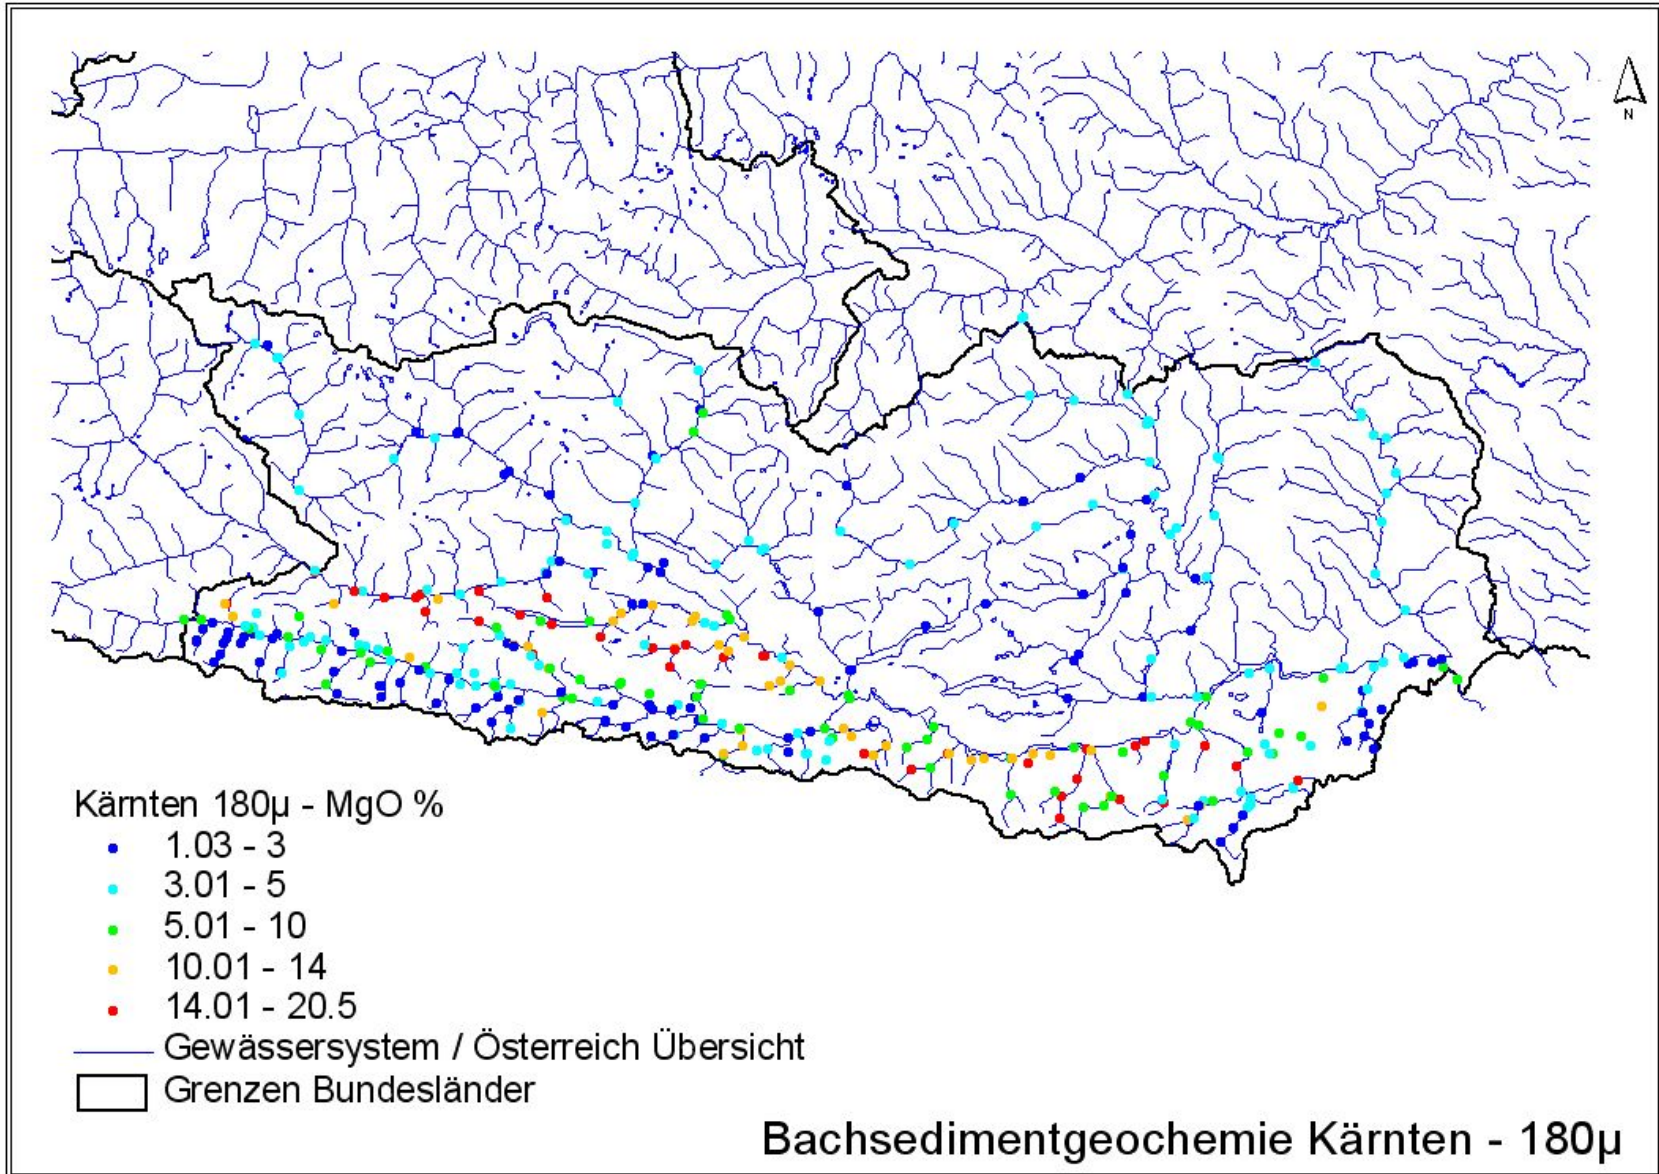 N
Kärnten 180µ - MgO %
1.03 - 3
3.01 - 5
5.01 - 10
10.01 - 14
14.01 - 20.5
Gewässersystem / Österreich Übersicht
Grenzen Bundesländer
Bachsedimentgeochemie Kärnten - 180µ